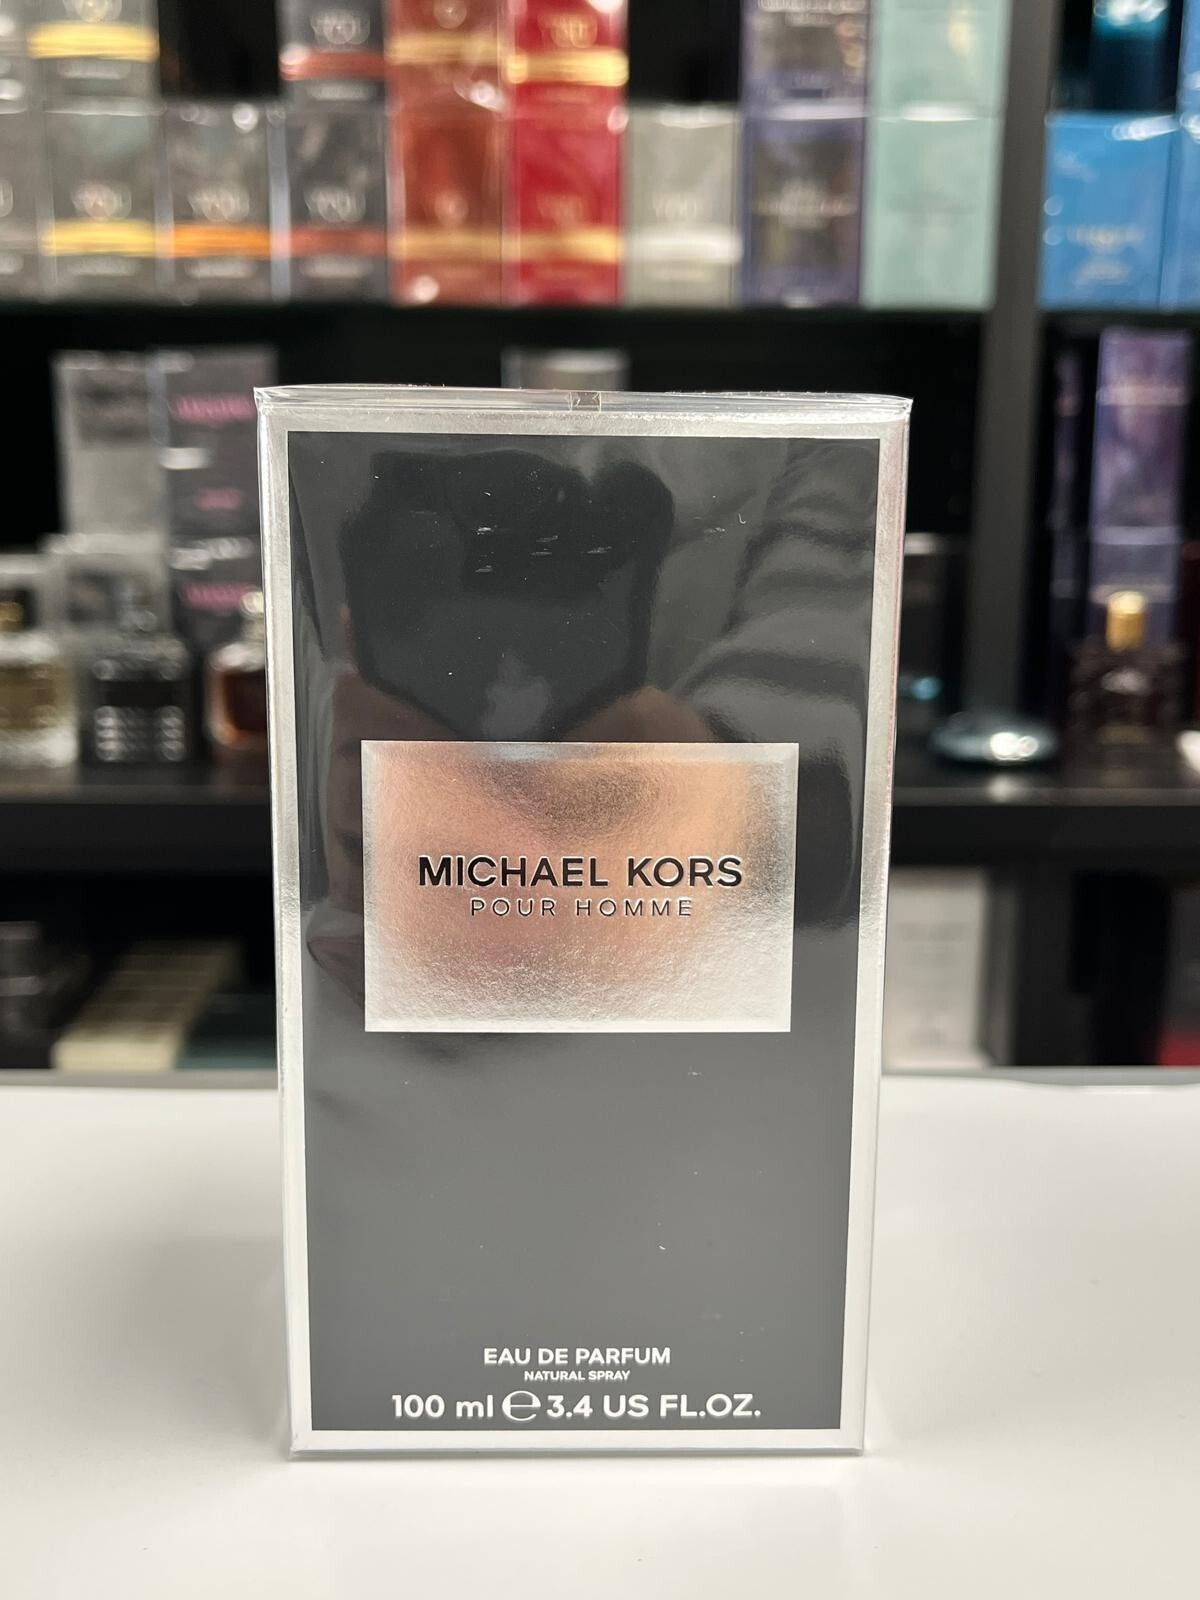 MICHAEL KORS
POUR HOMME
EAU DE PARFUM
NATURAL SPRAY
100 ml ℮ 3.4 US FL.OZ.